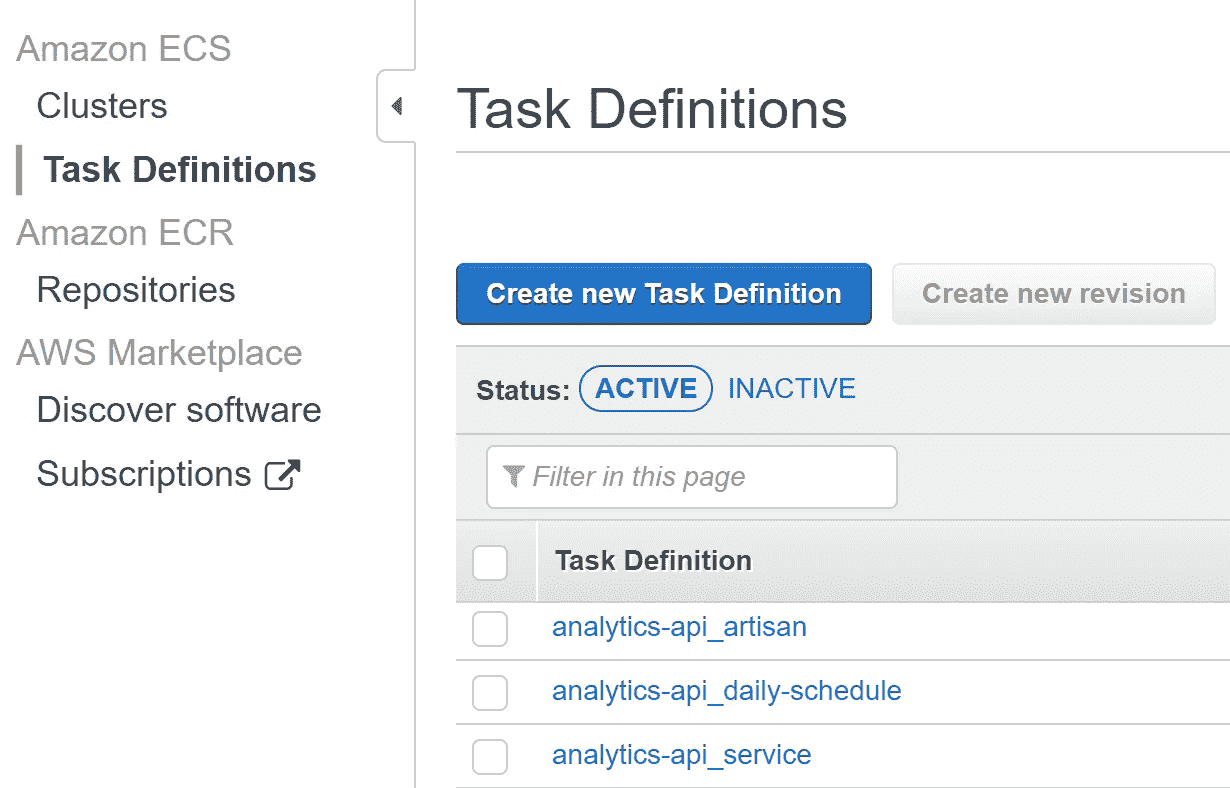 Amazon ECS
Clusters
Task Definitions
Amazon ECR
Repositories
AWS Marketplace
Discover software
Subscriptions
Task Definitions
Create new Task Definition
Create new revision
Status: ACTIVE INACTIVE
Filter in this page
Task Definition
analytics-api_artisan
analytics-api_daily-schedule
analytics-api_service